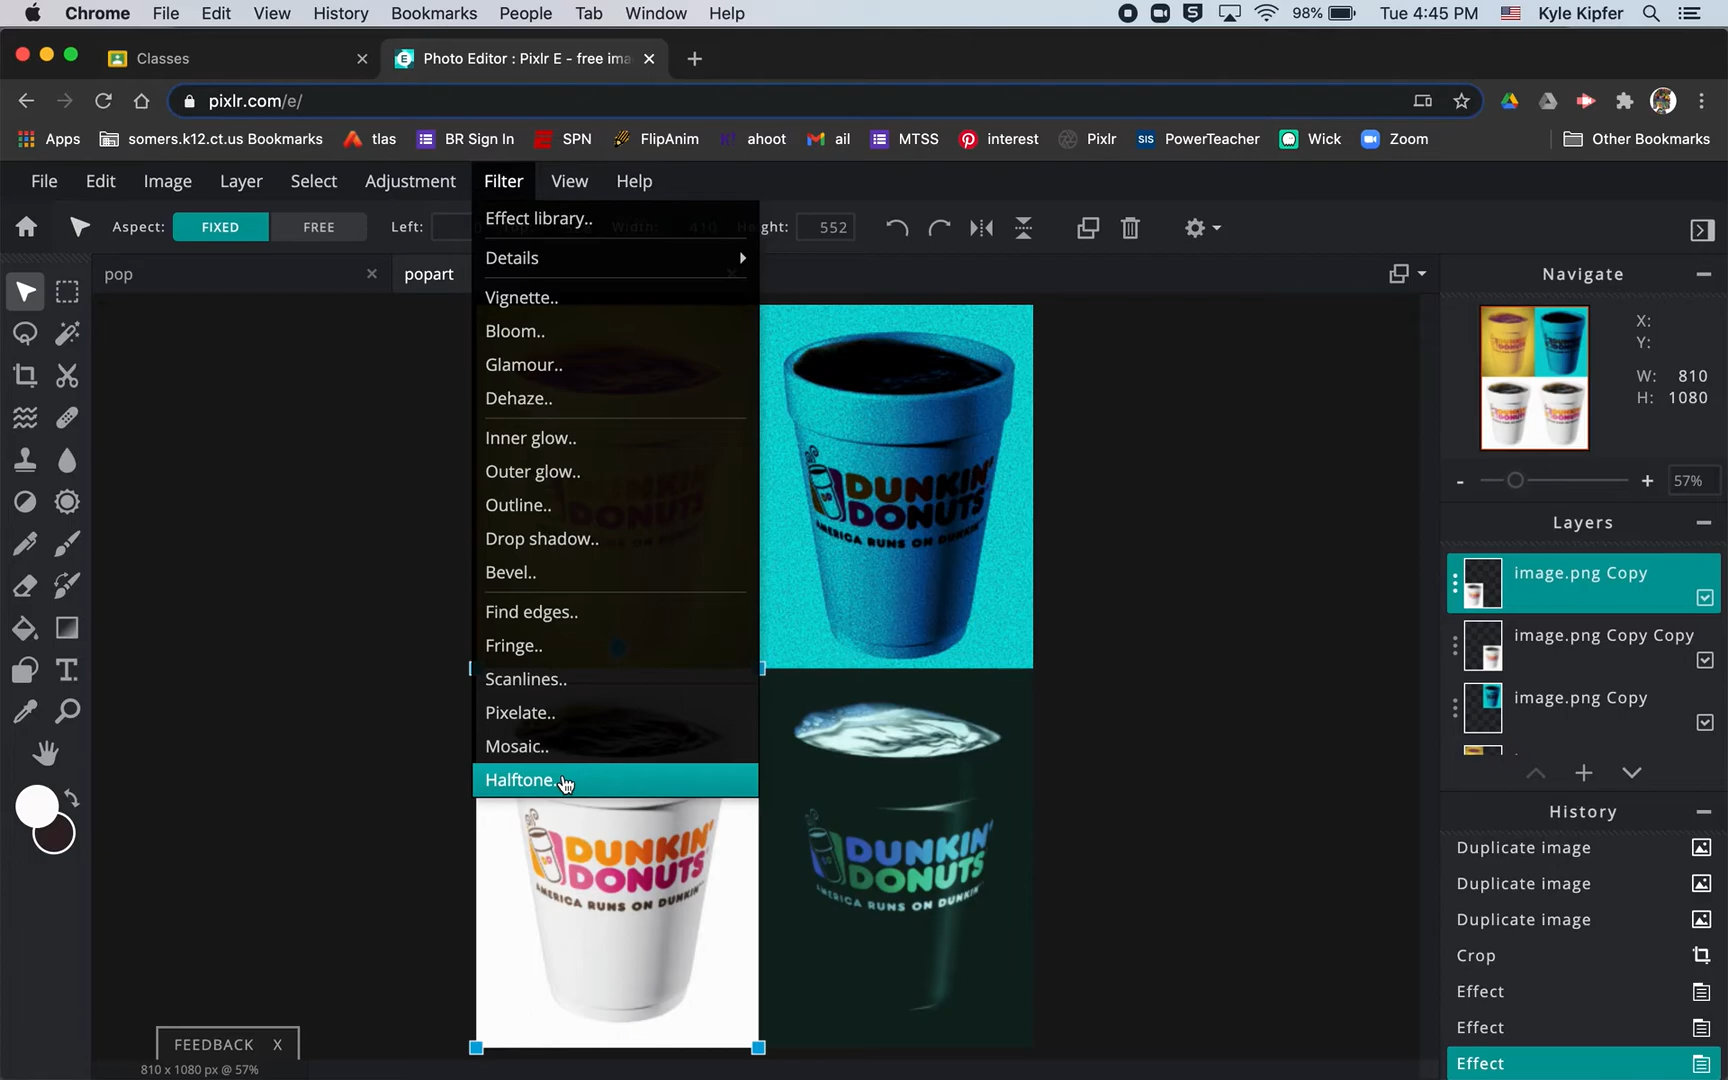 Chrome File Edit View History Bookmarks People Tab Window Help 98% Tue 4:45 PM Kyle Kipfer
Classes Photo Editor : Pixlr E - free ima
pixlr.com/e/
Apps somers.k12.ct.us Bookmarks tlas BR Sign In SPN FlipAnim ahoot ail MTSS interest Pixlr SIS PowerTeacher Wick Zoom Other Bookmarks
File Edit Image Layer Select Adjustment Filter View Help
Aspect: FIXED FREE Left: Width: 410 Height: 552
pop popart
Effect library..
Details
Vignette..
Bloom..
Glamour..
Dehaze..
Inner glow..
Outer glow..
Outline..
Drop shadow..
Bevel..
Find edges..
Fringe..
Scanlines..
Pixelate..
Mosaic..
Halftone..
DUNKIN'
DONUTS
AMERICA RUNS ON DUNKIN'
DUNKIN'
DONUTS
AMERICA RUNS ON DUNKIN'
DUNKIN'
DONUTS
AMERICA RUNS ON DUNKIN'
Navigate
X:
Y:
W: 810
H: 1080
- + 57%
Layers
image.png Copy
image.png Copy Copy
image.png Copy
History
Duplicate image
Duplicate image
Duplicate image
Crop
Effect
Effect
Effect
FEEDBACK X
810 x 1080 px @ 57%